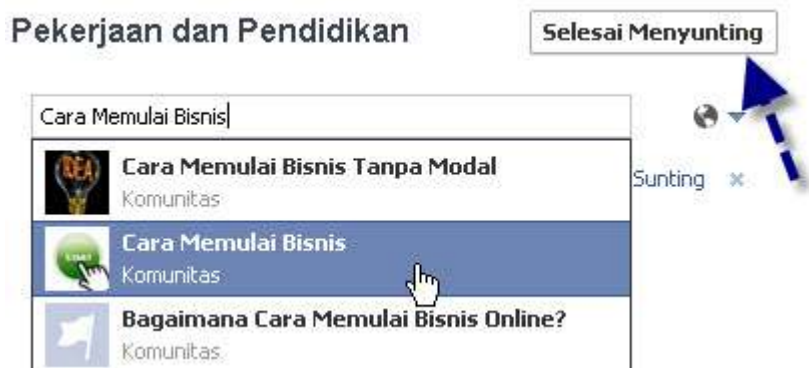 Pekerjaan dan Pendidikan
Selesai Menyunting
Cara Memulai Bisnis
Cara Memulai Bisnis Tanpa Modal
Komunitas
Sunting
Cara Memulai Bisnis
Komunitas
Bagaimana Cara Memulai Bisnis Online?
Komunitas